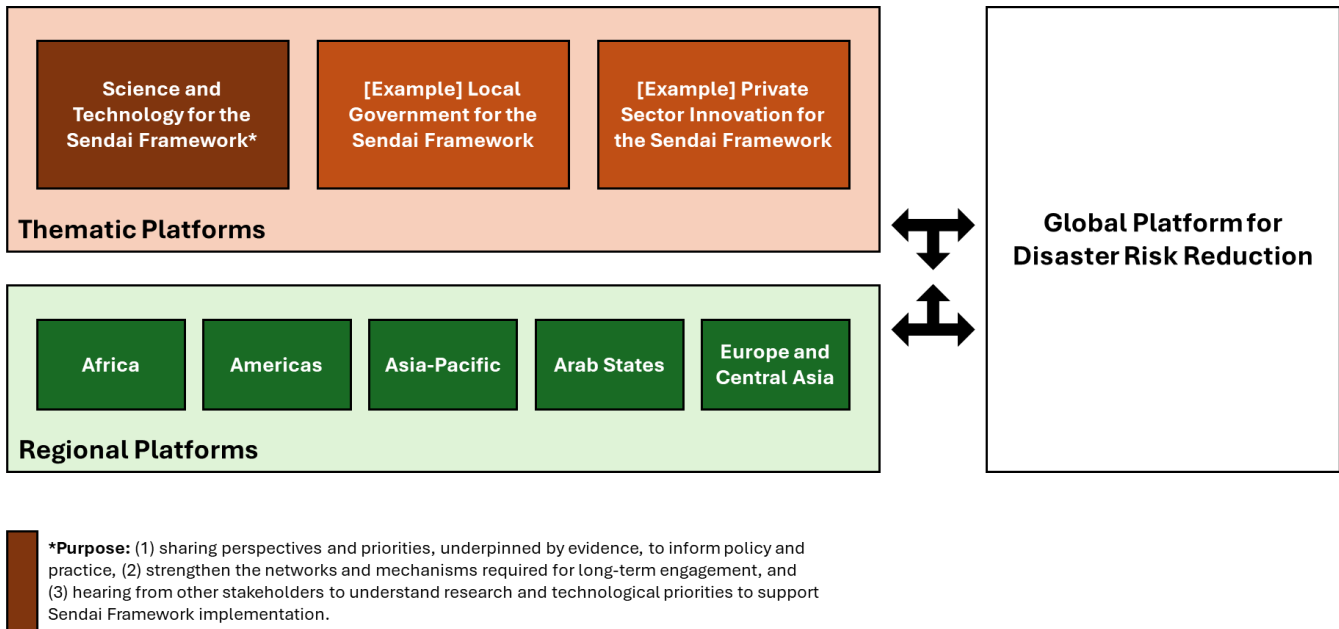 Science and
Technology for the
Sendai Framework*
[Example] Local
Government for the
Sendai Framework
[Example] Private
Sector Innovation for
the Sendai Framework
Thematic Platforms
Global Platform for
Disaster Risk Reduction
Africa
Americas
Asia-Pacific
Arab States
Europe and
Central Asia
Regional Platforms
*Purpose: (1) sharing perspectives and priorities, underpinned by evidence, to inform policy and
practice, (2) strengthen the networks and mechanisms required for long-term engagement, and
(3) hearing from other stakeholders to understand research and technological priorities to support
Sendai Framework implementation.